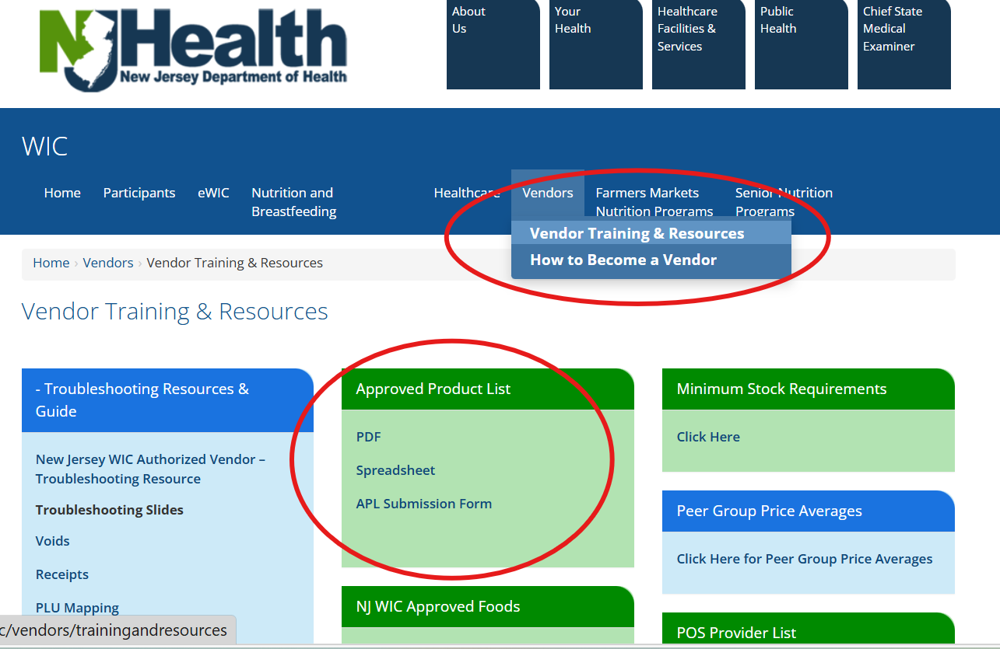 NJHealth
New Jersey Department of Health
About
Us
Your
Health
Healthcare
Facilities &
Services
Public
Health
Chief State
Medical
Examiner
WIC
Home
Participants
eWIC
Nutrition and
Breastfeeding
Healthcare
Vendors
Farmers Markets
Nutrition Programs
Senior Nutrition
Programs
Vendor Training & Resources
How to Become a Vendor
Home › Vendors › Vendor Training & Resources
Vendor Training & Resources
- Troubleshooting Resources &
Guide
New Jersey WIC Authorized Vendor –
Troubleshooting Resource
Troubleshooting Slides
Voids
Receipts
PLU Mapping
Approved Product List
PDF
Spreadsheet
APL Submission Form
NJ WIC Approved Foods
Minimum Stock Requirements
Click Here
Peer Group Price Averages
Click Here for Peer Group Price Averages
POS Provider List
c/vendors/trainingandresources